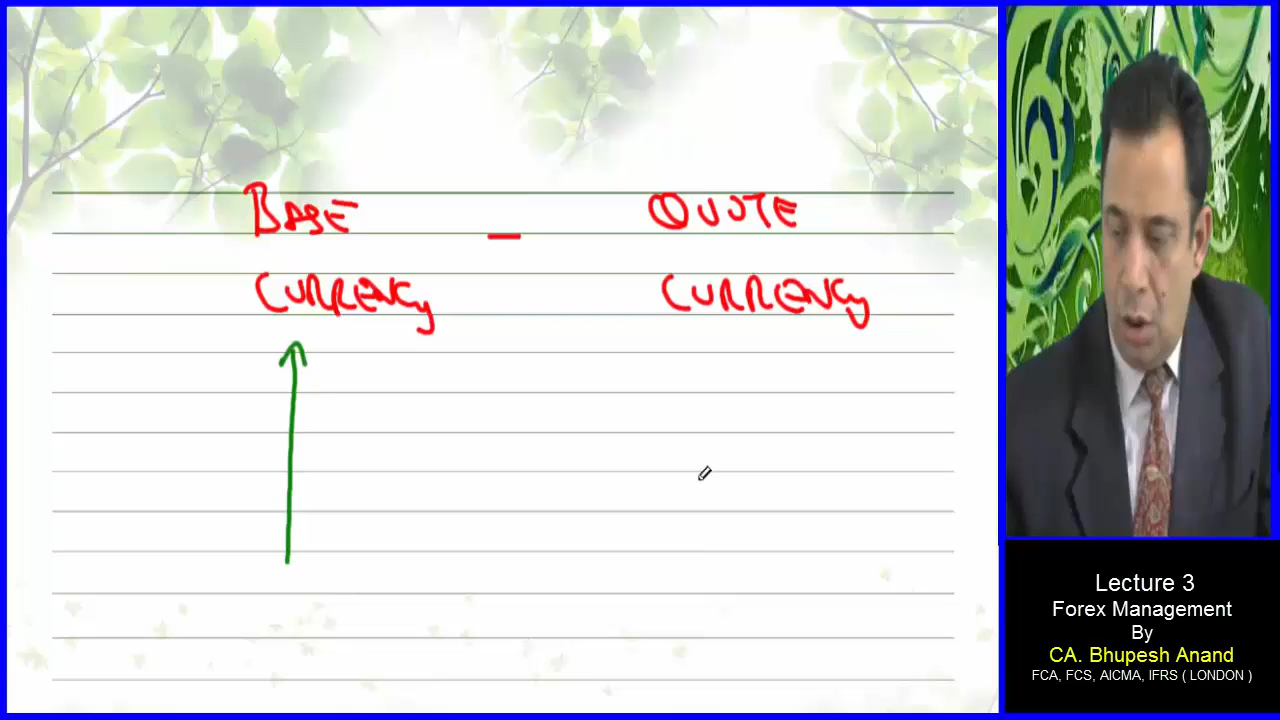 BASE - QUOTE
CURRENCY CURRENCY
Lecture 3
Forex Management
By
CA. Bhupesh Anand
FCA, FCS, AICMA, IFRS ( LONDON )